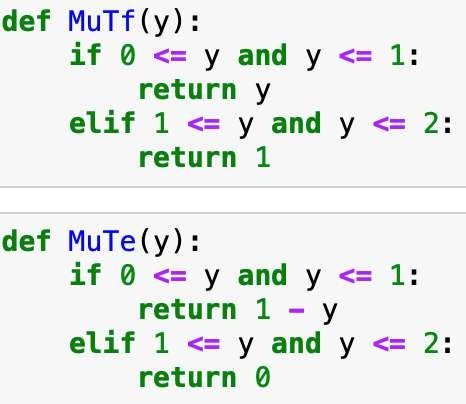 def MuTf(y):
    if 0 <= y and y <= 1:
        return y
    elif 1 <= y and y <= 2:
        return 1
def MuTe(y):
    if 0 <= y and y <= 1:
        return 1 - y
    elif 1 <= y and y <= 2:
        return 0